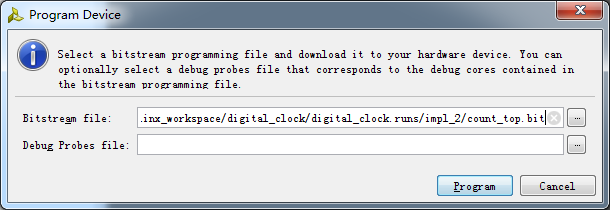 Program Device
Select a bitstream programming file and download it to your hardware device. You can
optionally select a debug probes file that corresponds to the debug cores contained in
the bitstream programming file.
Bitstream file: .inx_workspace/digital_clock/digital_clock.runs/impl_2/count_top.bit ...
Debug Probes file: ...
Program Cancel